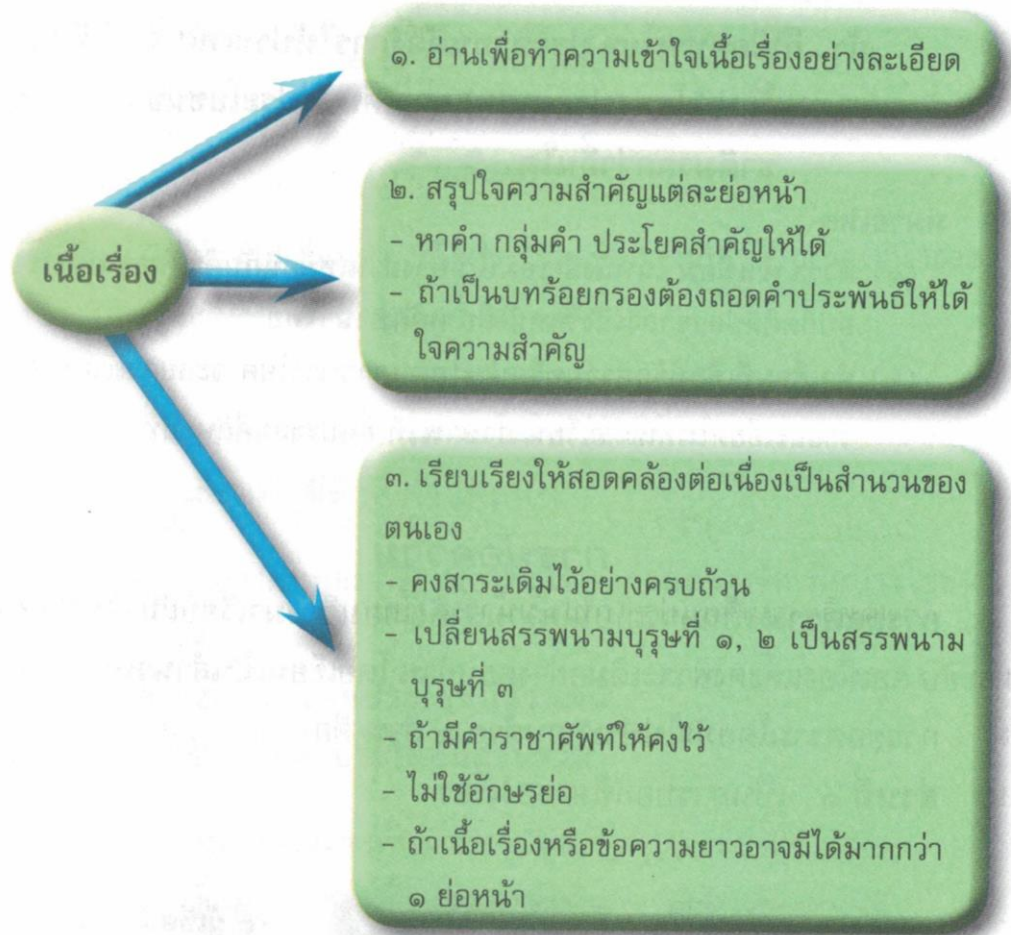 เนื้อเรื่อง
๑. อ่านเพื่อทำความเข้าใจเนื้อเรื่องอย่างละเอียด
๒. สรุปใจความสำคัญแต่ละย่อหน้า
- หาคำ กลุ่มคำ ประโยคสำคัญให้ได้
- ถ้าเป็นบทร้อยกรองต้องถอดคำประพันธ์ให้ได้
ใจความสำคัญ
๓. เรียบเรียงให้สอดคล้องต่อเนื่องเป็นสำนวนของ
ตนเอง
- คงสาระเดิมไว้อย่างครบถ้วน
- เปลี่ยนสรรพนามบุรุษที่ ๑, ๒ เป็นสรรพนาม
บุรุษที่ ๓
- ถ้ามีคำราชาศัพท์ให้คงไว้
- ไม่ใช้อักษรย่อ
- ถ้าเนื้อเรื่องหรือข้อความยาวอาจมีได้มากกว่า
๑ ย่อหน้า